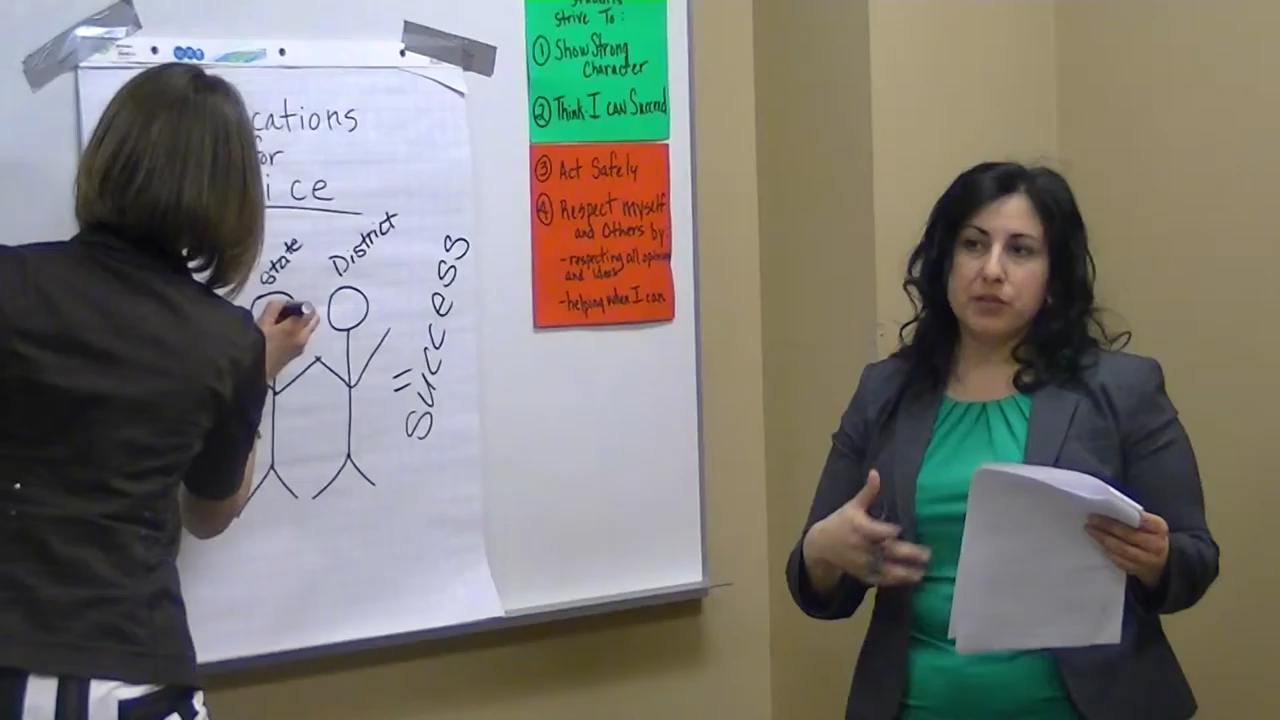 cations
for
ice
State
District
=
Success
Students
strive To:
① Show Strong
Character
② Think I can Succeed
③ Act Safely
④ Respect myself
and Others by:
- respecting all opinions
and ideas
- helping when I can